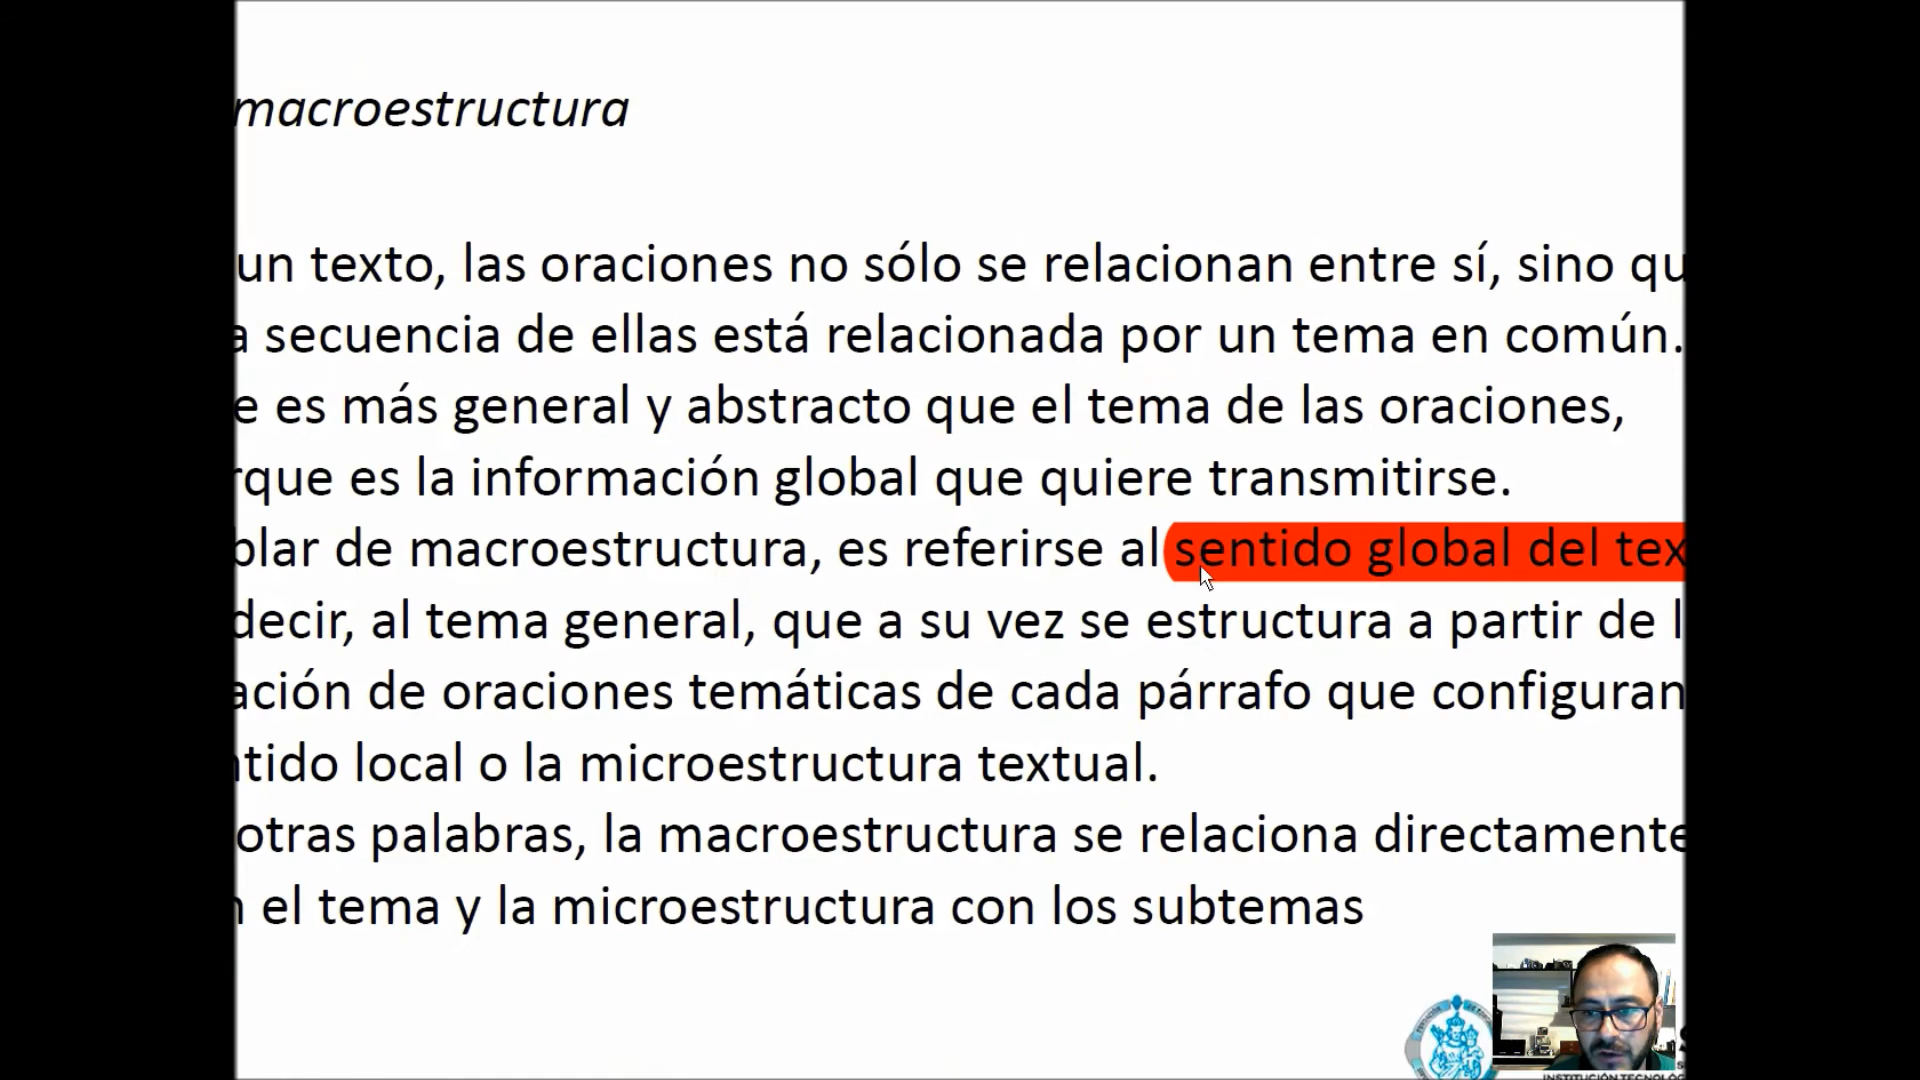 macroestructura
un texto, las oraciones no sólo se relacionan entre sí, sino qu
a secuencia de ellas está relacionada por un tema en común.
e es más general y abstracto que el tema de las oraciones,
rque es la información global que quiere transmitirse.
blar de macroestructura, es referirse al sentido global del tex
decir, al tema general, que a su vez se estructura a partir de l
ación de oraciones temáticas de cada párrafo que configuran
ntido local o la microestructura textual.
otras palabras, la macroestructura se relaciona directamente
n el tema y la microestructura con los subtemas
INSTITUCIÓN TECNOLÓG